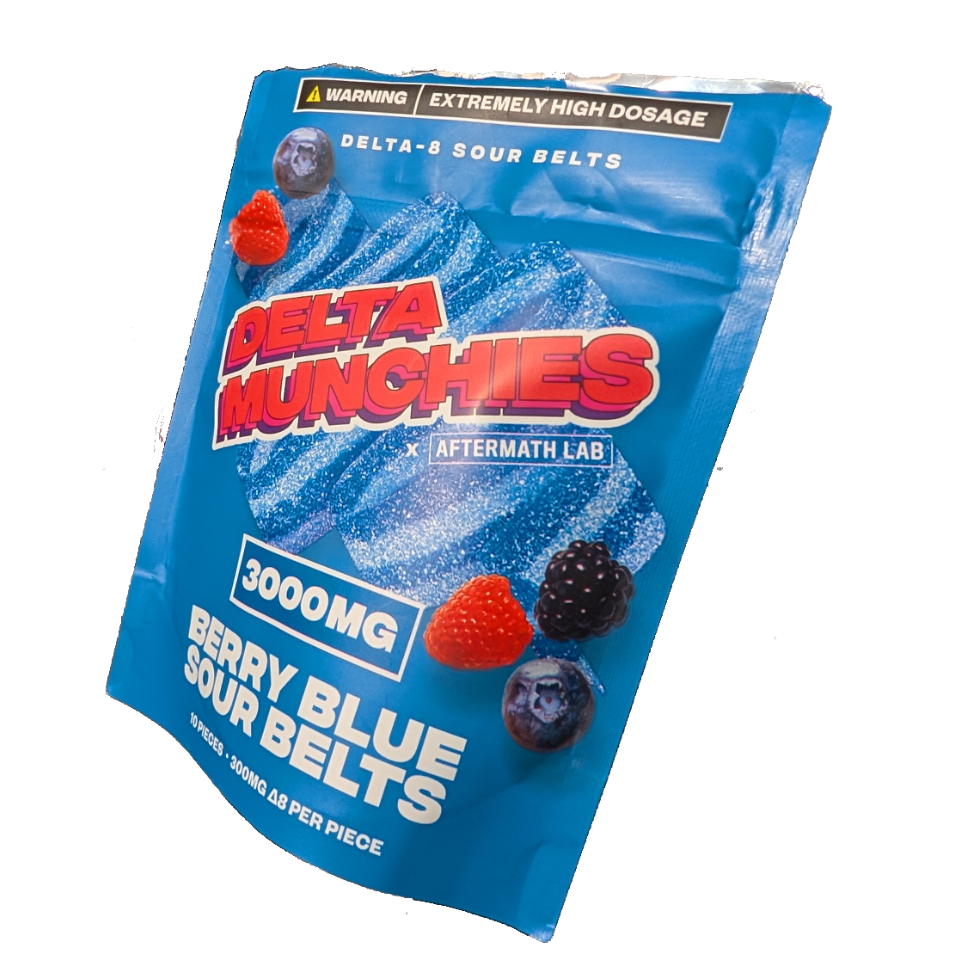 ⚠ WARNING | EXTREMELY HIGH DOSAGE
DELTA-8 SOUR BELTS
DELTA
MUNCHIES
x AFTERMATH LAB
3000MG
BERRY BLUE
SOUR BELTS
10 PIECES • 300MG Δ8 PER PIECE